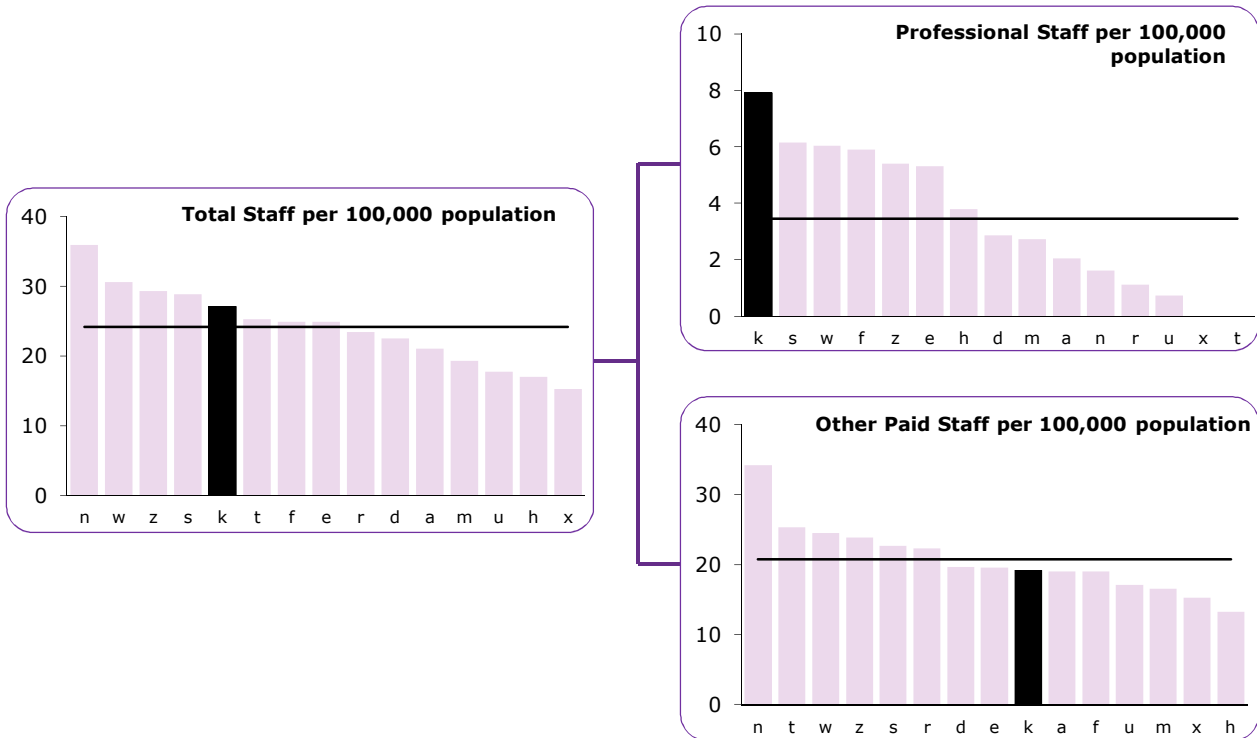 Total Staff per 100,000 population
40
30
20
10
0
n w z s k t f e r d a m u h x
Professional Staff per 100,000
population
10
8
6
4
2
0
k s w f z e h d m a n r u x t
Other Paid Staff per 100,000 population
40
30
20
10
0
n t w z s r d e k a f u m x h